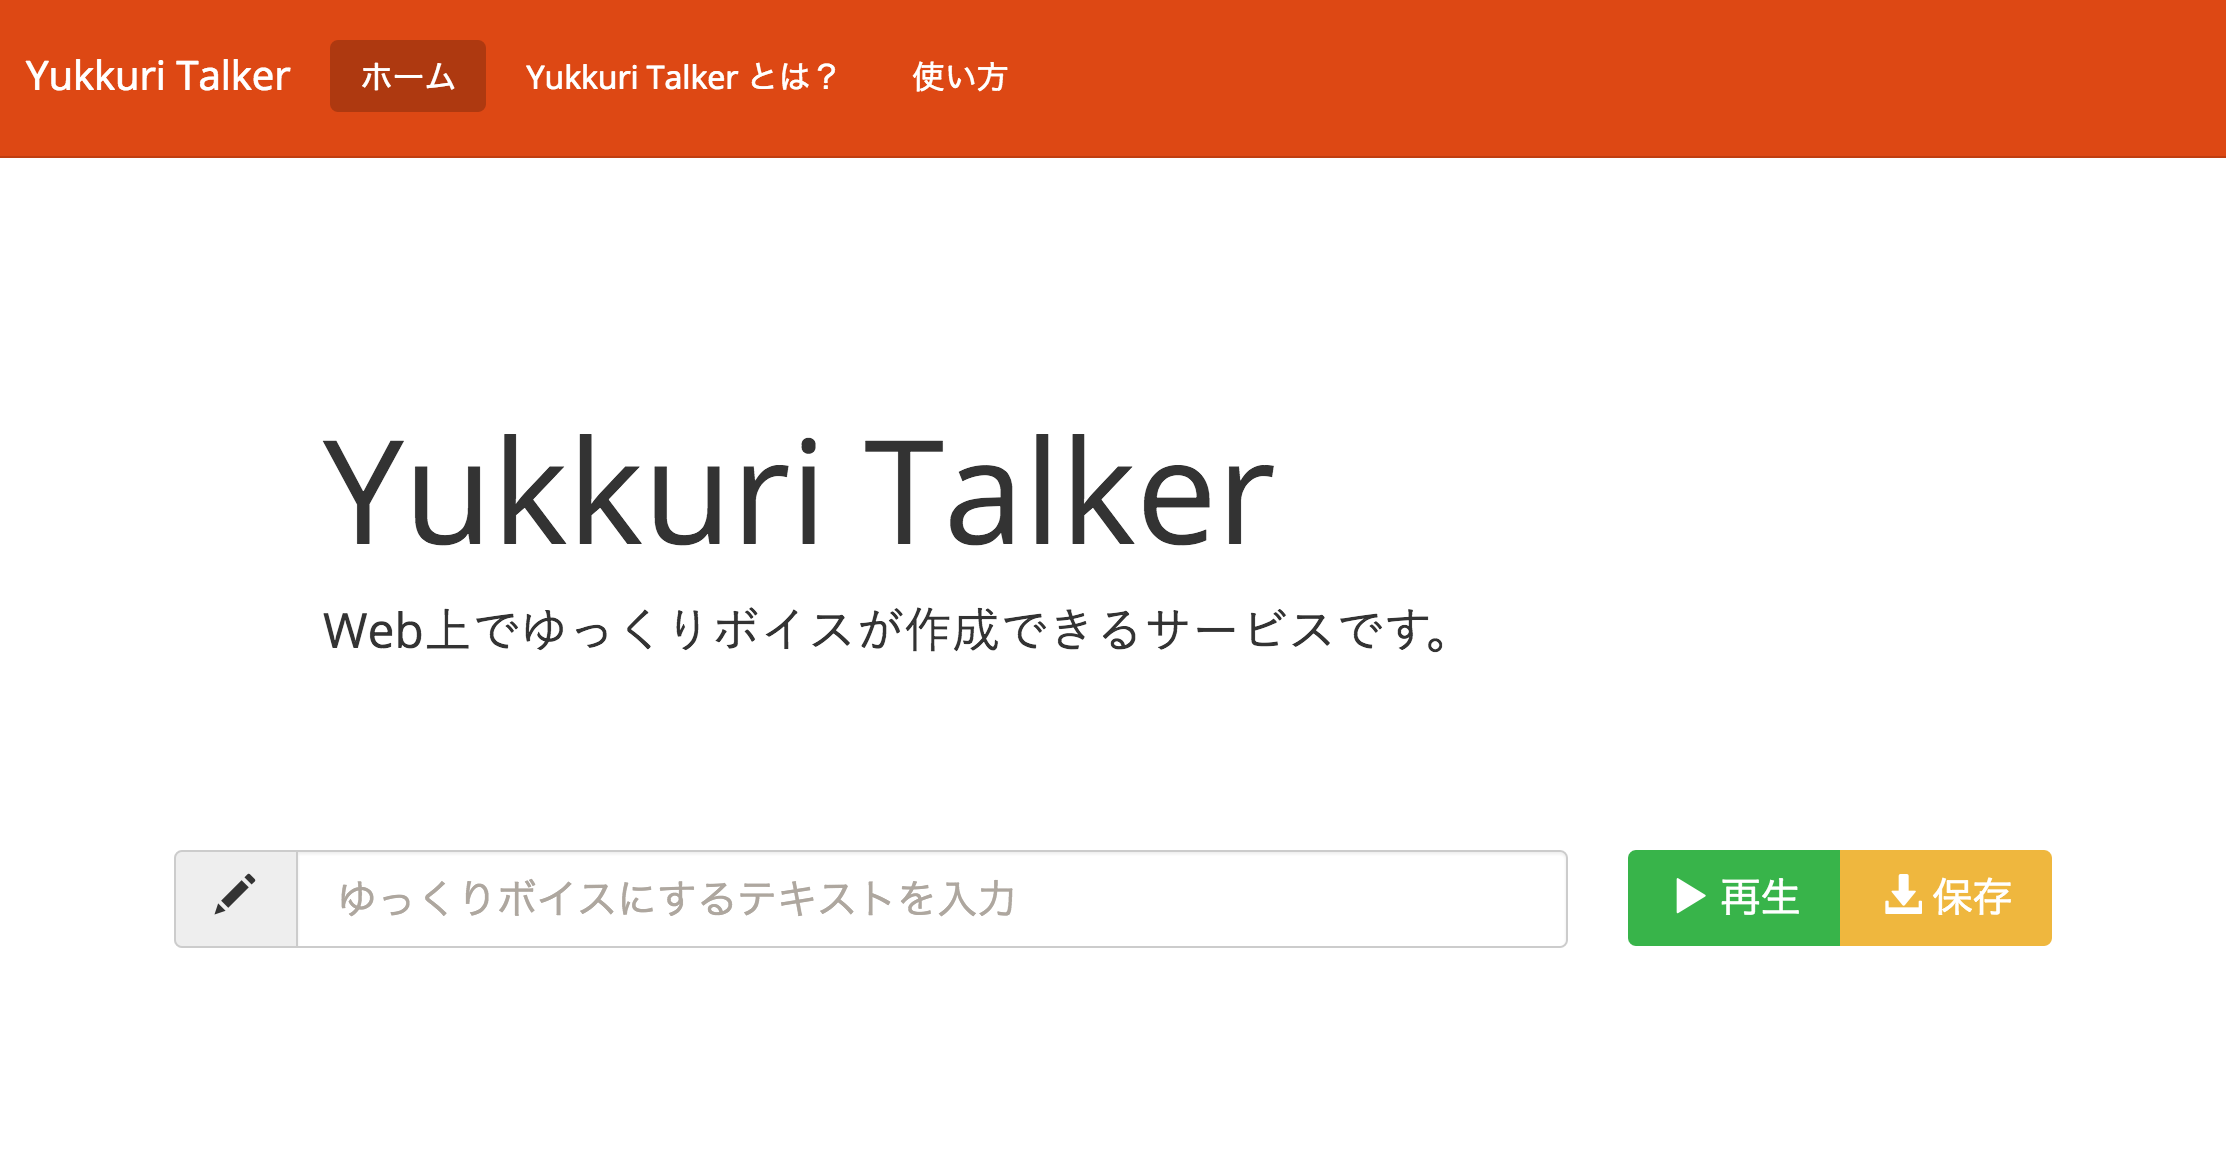 Yukkuri Talker ホーム Yukkuri Talker とは？ 使い方
Yukkuri Talker
Web上でゆっくりボイスが作成できるサービスです。
ゆっくりボイスにするテキストを入力 再生 保存